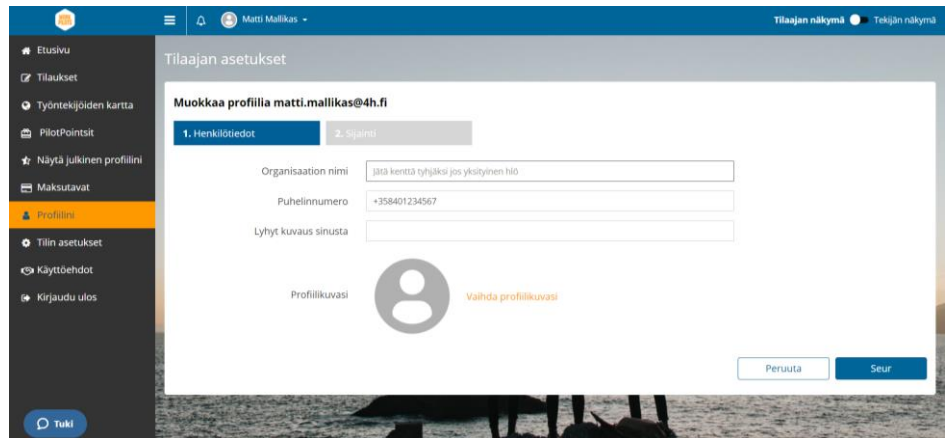 Matti Mallikas
Tilaajan näkymä Tekijän näkymä
Etusivu
Tilaukset
Työntekijöiden kartta
PilotPointsit
Näytä julkinen profiilini
Maksutavat
Profiilini
Tilin asetukset
Käyttöehdot
Kirjaudu ulos
Tuki
Tilaajan asetukset
Muokkaa profiilia matti.mallikas@4h.fi
1. Henkilötiedot 2. Sijainti
Organisaation nimi Jätä kenttä tyhjäksi jos yksityinen hlö
Puhelinnumero +358401234567
Lyhyt kuvaus sinusta
Profiilikuvasi Vaihda profiilikuvasi
Peruuta Seur